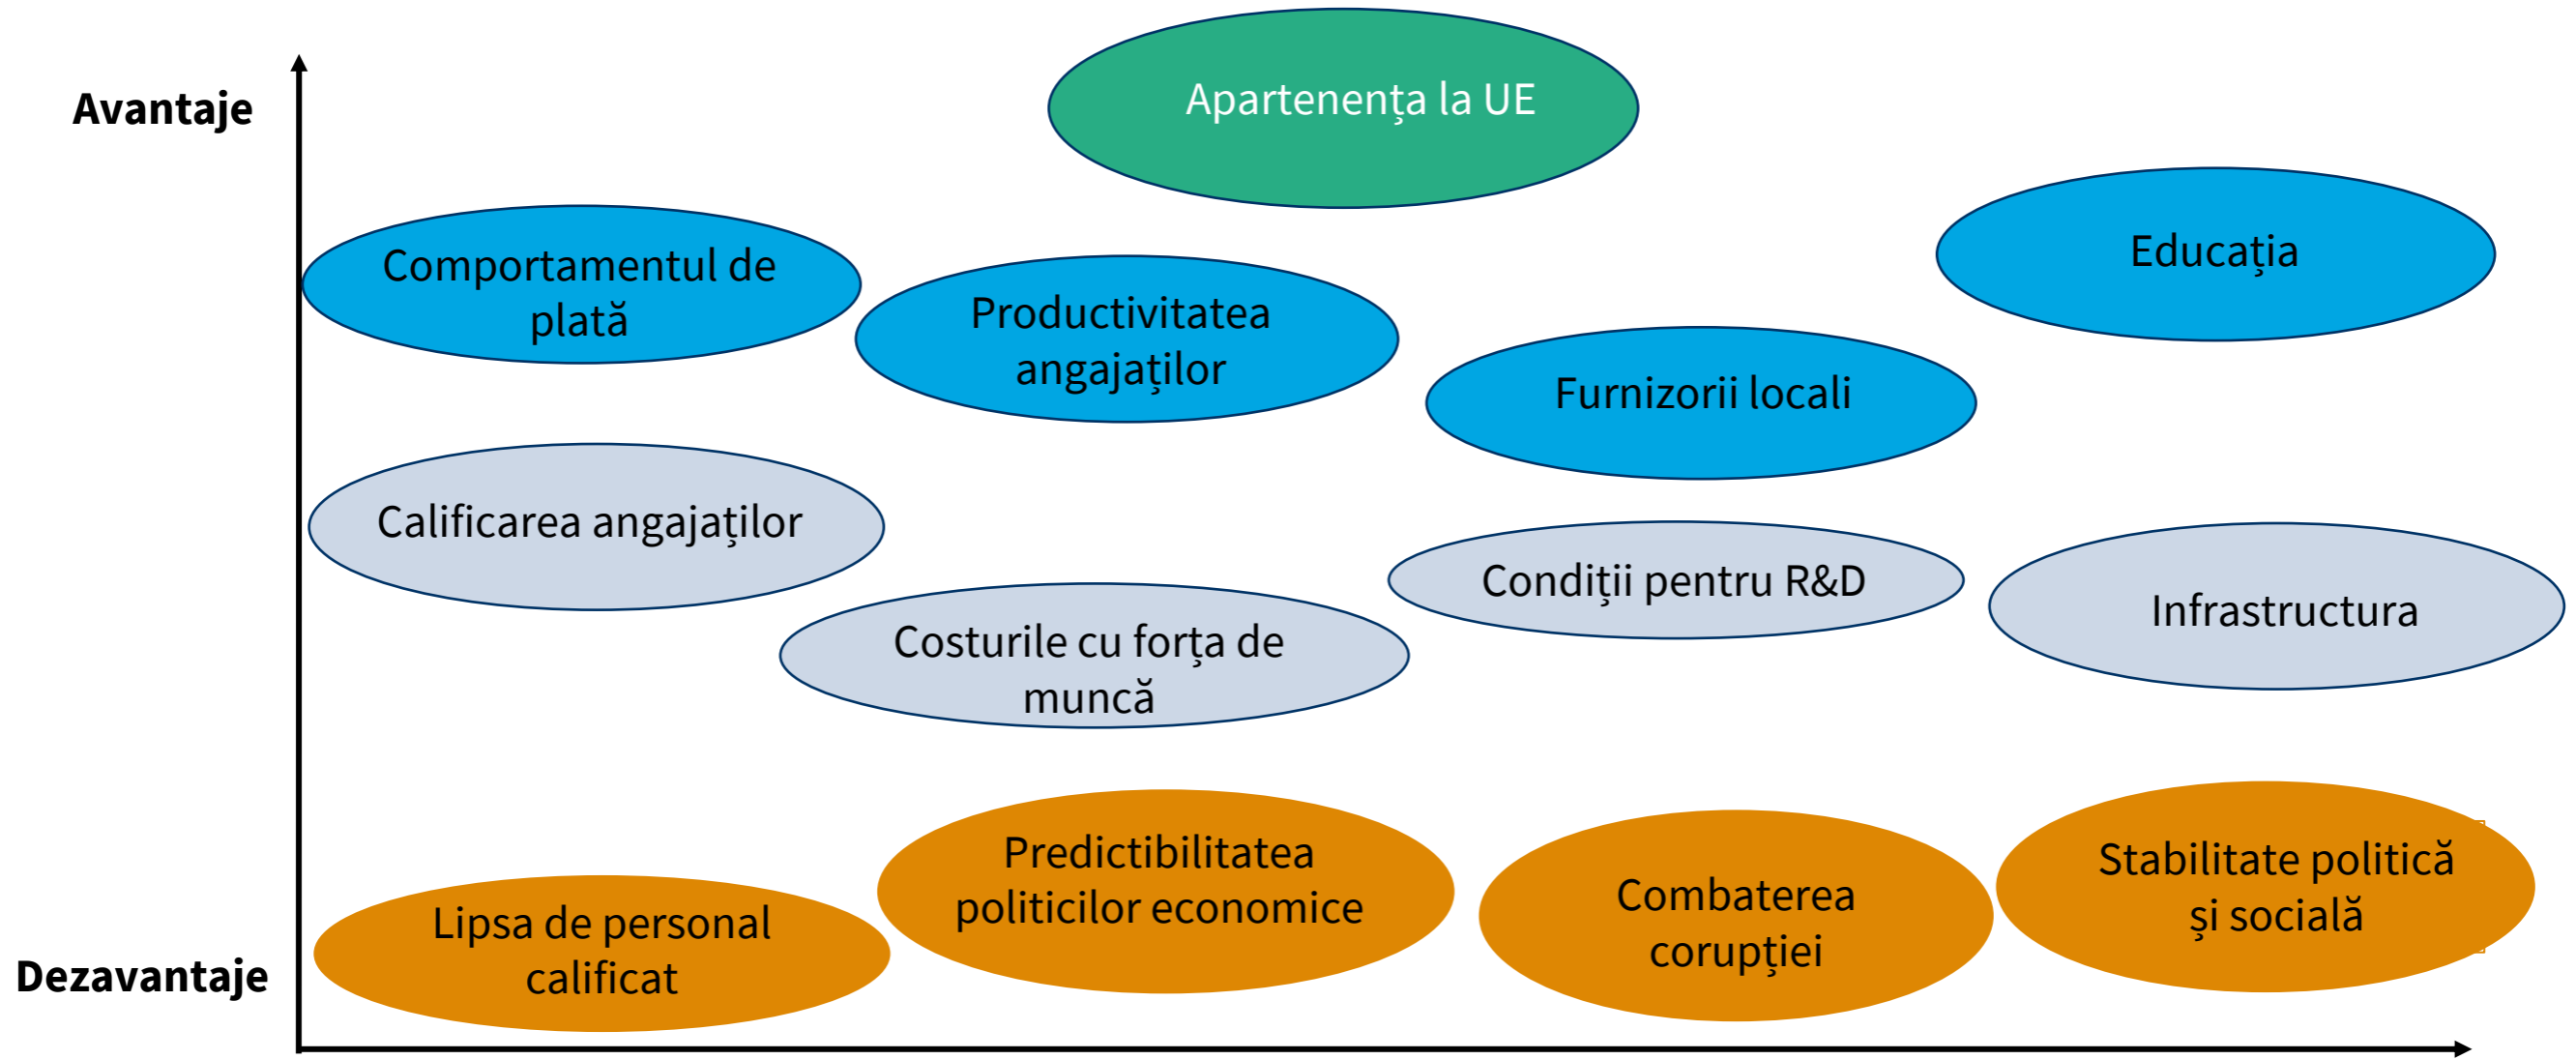 Avantaje
Apartenența la UE
Comportamentul de
plată
Productivitatea
angajaților
Furnizorii locali
Educația
Calificarea angajaților
Costurile cu forța de
muncă
Condiții pentru R&D
Infrastructura
Dezavantaje
Lipsa de personal
calificat
Predictibilitatea
politicilor economice
Combaterea
corupției
Stabilitate politică
și socială